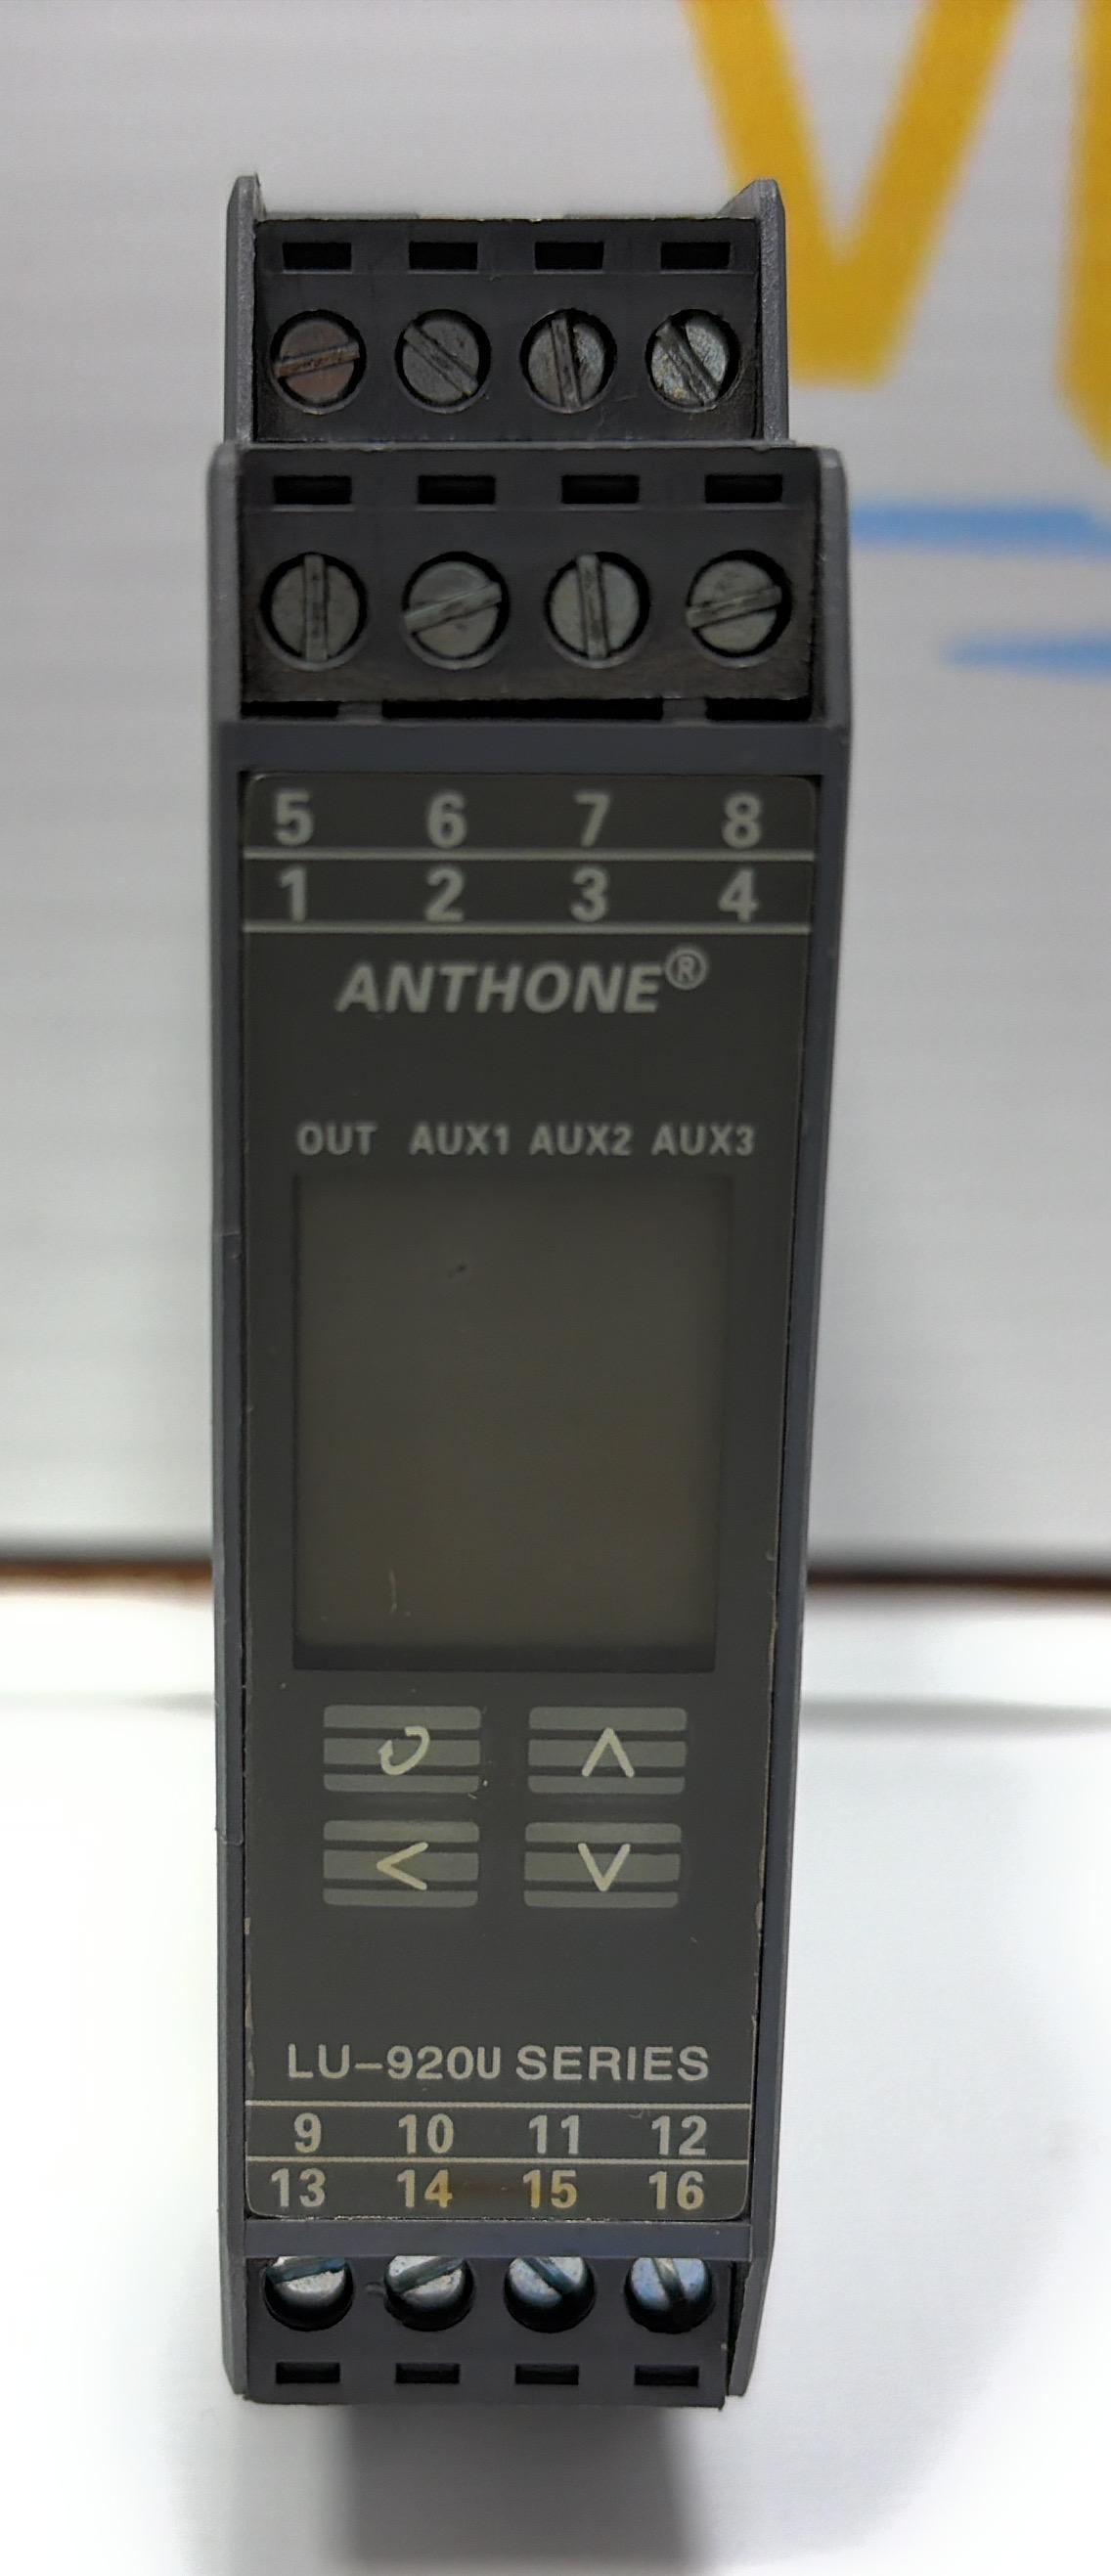 5 6 7 8
1 2 3 4
ANTHONE®
OUT AUX1 AUX2 AUX3
LU-920U SERIES
9 10 11 12
13 14 15 16